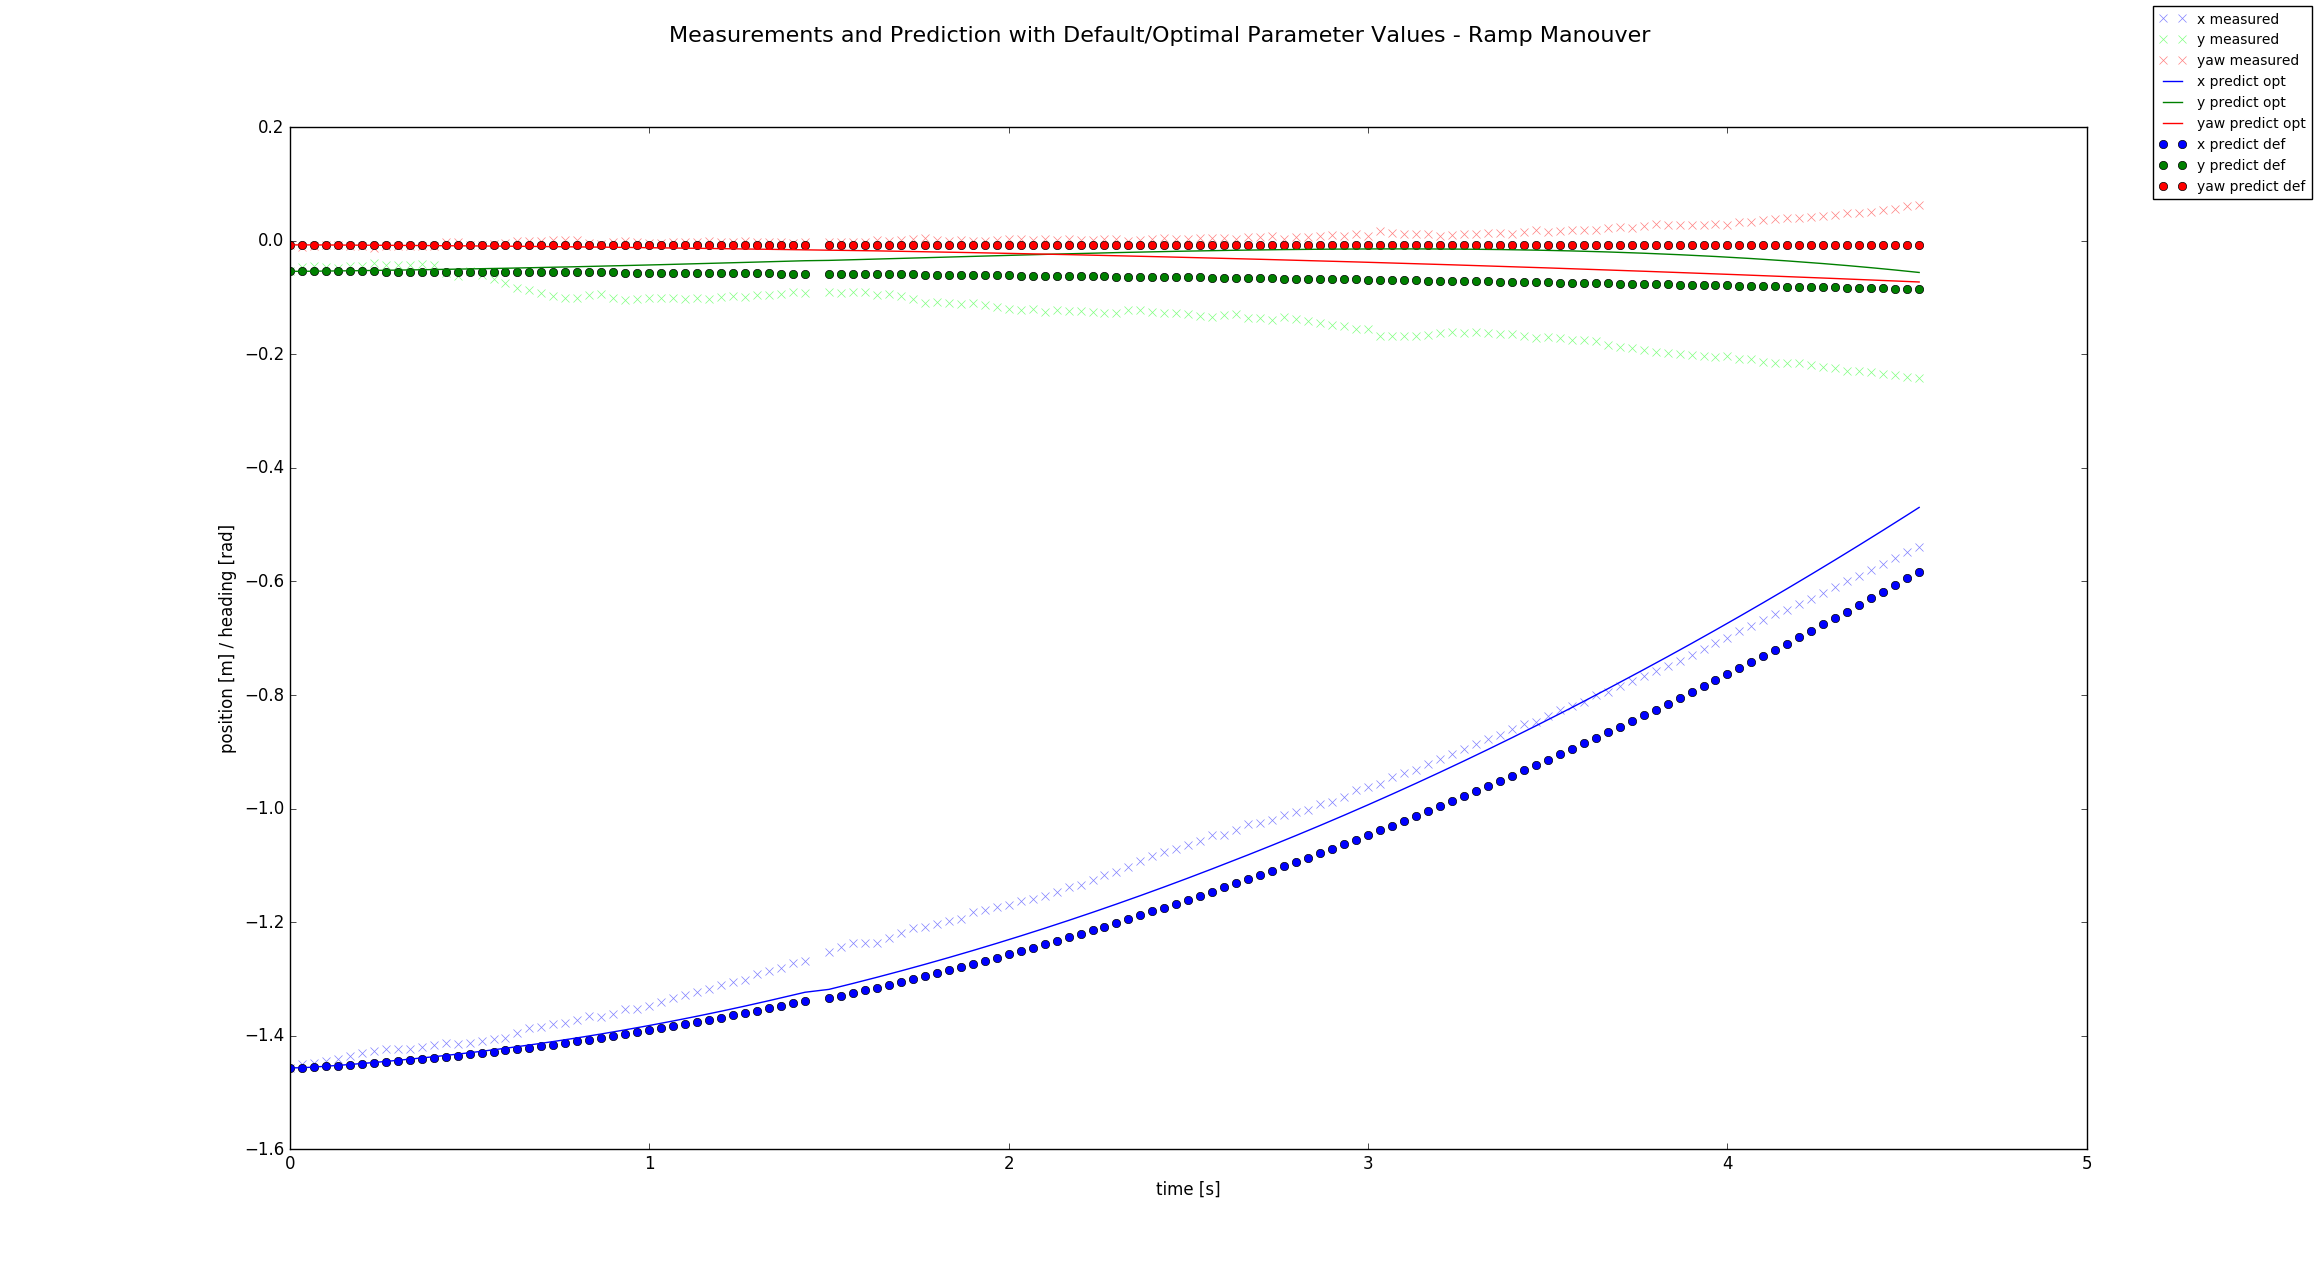 Measurements and Prediction with Default/Optimal Parameter Values - Ramp Manouver
x measured
y measured
yaw measured
x predict opt
y predict opt
yaw predict opt
x predict def
y predict def
yaw predict def
0.2
0.0
−0.2
−0.4
−0.6
−0.8
−1.0
−1.2
−1.4
−1.6
position [m] / heading [rad]
0 1 2 3 4 5
time [s]